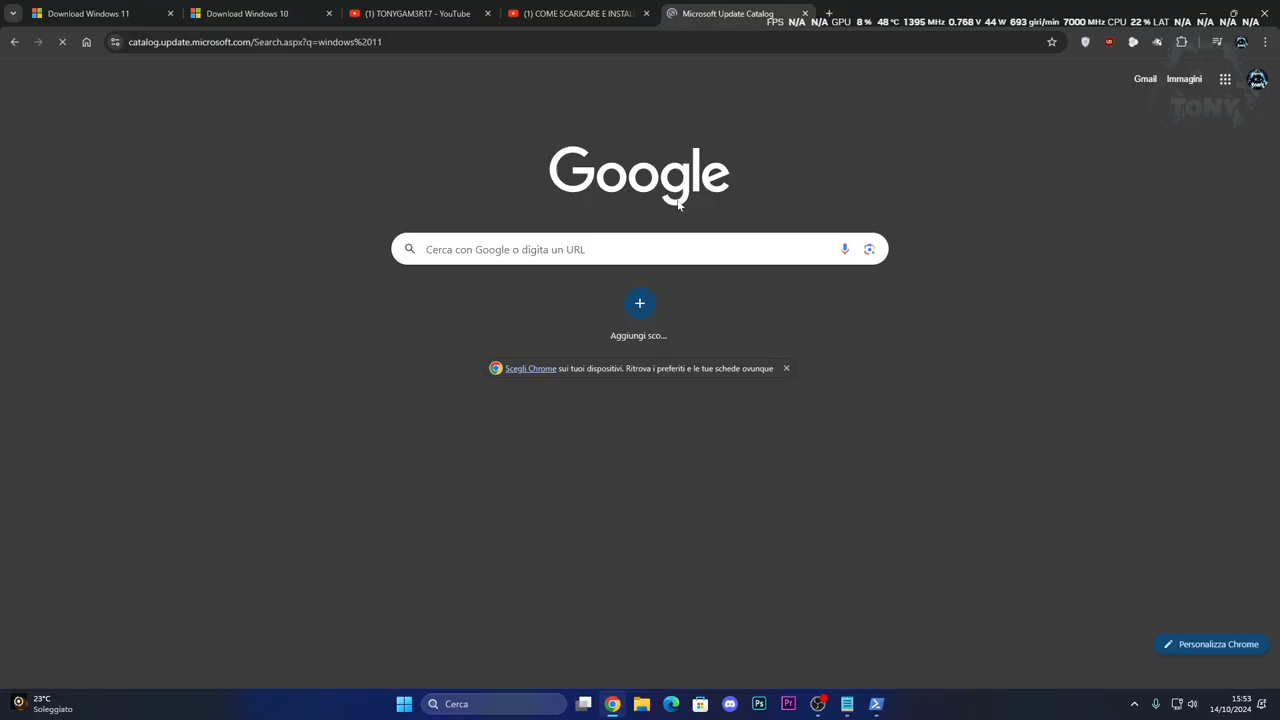 Download Windows 11
Download Windows 10
(1) TONYGAM3R17 - YouTube
(1) COME SCARICARE E INSTAL
Microsoft Update Catalog
FPS N/A N/A GPU 8 % 48 °C 1395 MHz 0.768 V 44 W 693 giri/min 7000 MHz CPU 22 % LAT N/A N/A N/A
catalog.update.microsoft.com/Search.aspx?q=windows%2011
Gmail
Immagini
TONY
Google
Cerca con Google o digita un URL
Aggiungi sco...
Scegli Chrome sui tuoi dispositivi. Ritrova i preferiti e le tue schede ovunque
Personalizza Chrome
23°C
Soleggiato
Cerca
Ps
Pr
15:53
14/10/2024